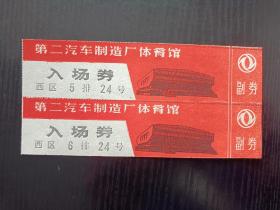 第二汽车制造厂体育馆
入场券
西区 5 排 24 号
副券
第二汽车制造厂体育馆
入场券
西区 6 排 24 号
副券